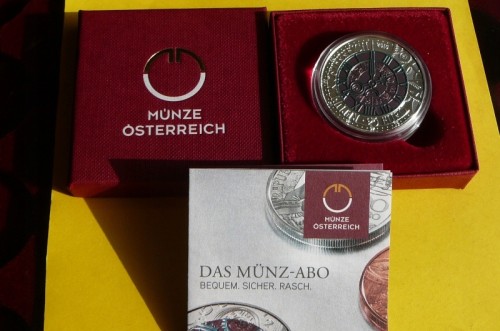 MÜNZE
ÖSTERREICH
MÜNZE
ÖSTERREICH
DAS MÜNZ-ABO
BEQUEM. SICHER. RASCH.